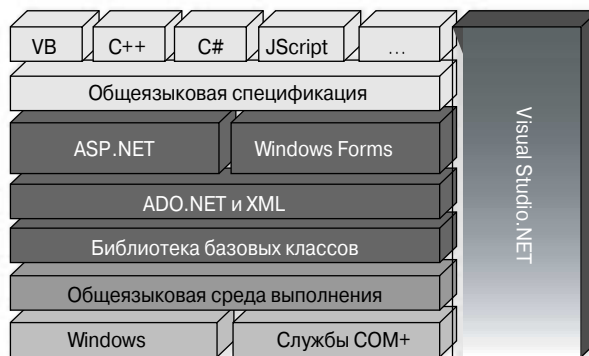 VB C++ C# JScript ...
Общеязыковая спецификация
ASP.NET Windows Forms
ADO.NET и XML
Библиотека базовых классов
Общеязыковая среда выполнения
Windows Службы COM+
Visual Studio.NET